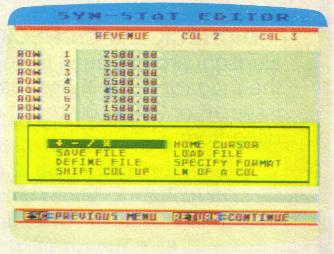 SYN-STAT EDITOR
REVENUE COL 2 COL 3
ROW 1 2500.00
ROW 2 3500.00
ROW 3 3600.00
ROW 4 6500.00
ROW 5 4500.00
ROW 6 2300.00
ROW 7 1500.00
ROW 8 5600.00
+ - / * HOME CURSOR
SAVE FILE LOAD FILE
DEFINE FILE SPECIFY FORMAT
SHIFT COL UP LN OF A COL
ESC=PREVIOUS MENU RETURN=CONTINUE